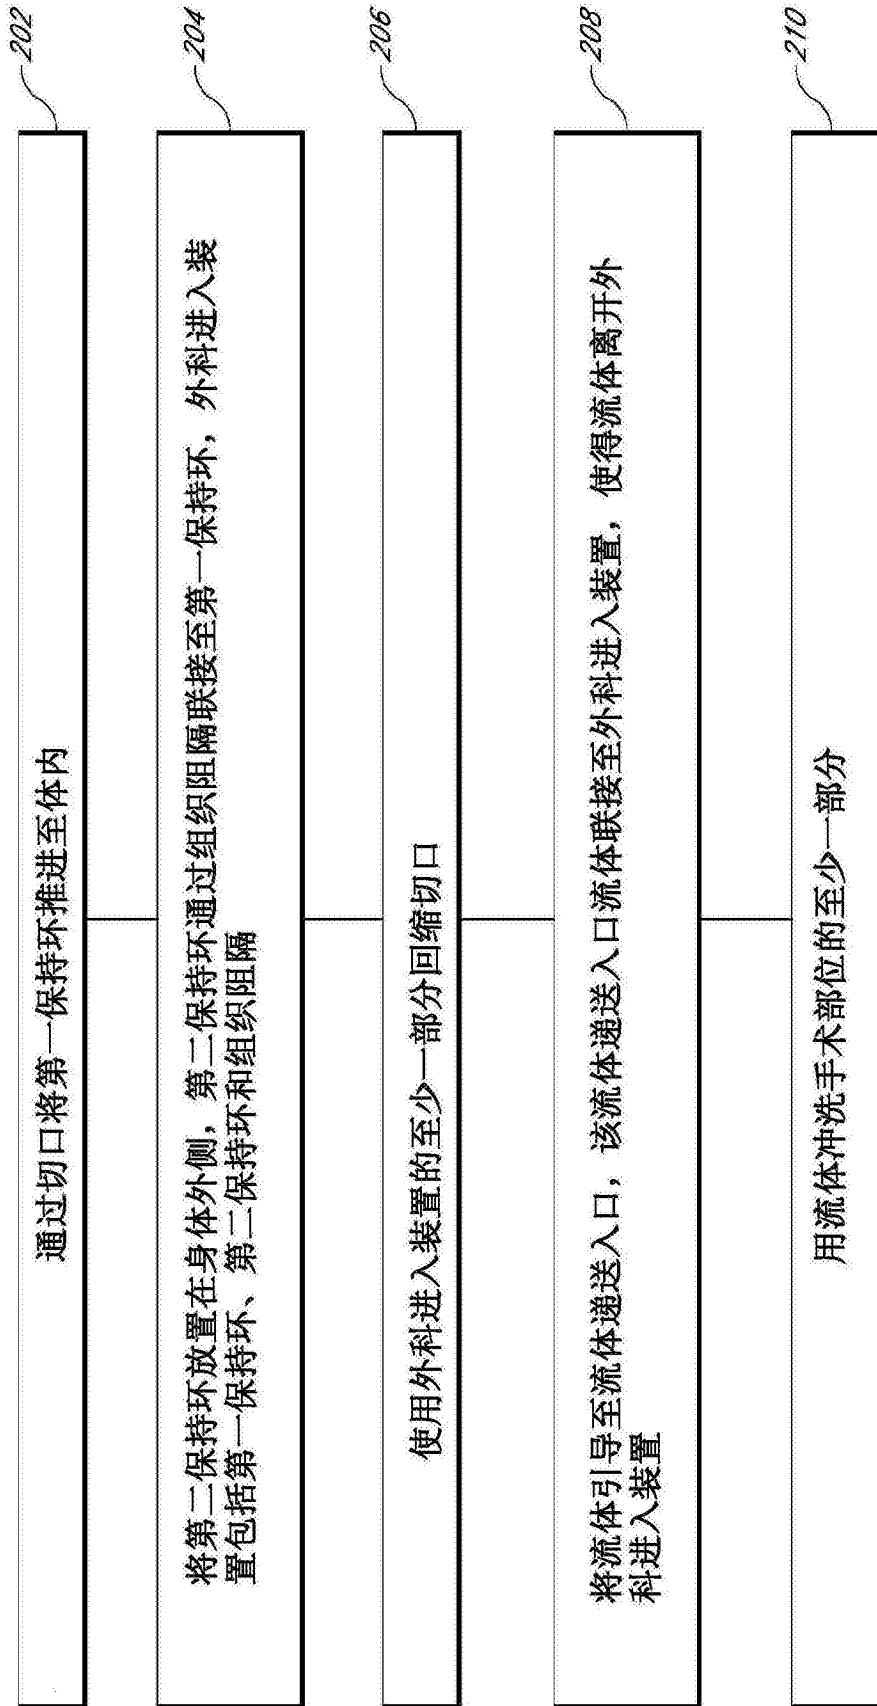 202
通过切口将第一保持环推进至体内
204
将第二保持环放置在身体外侧，第二保持环通过组织阻隔联接至第一保持环，外科进入装
置包括第一保持环、第二保持环和组织阻隔
206
使用外科进入装置的至少一部分回缩切口
208
将流体引导至流体递送入口，该流体递送入口流体联接至外科进入装置，使得流体离开外
科进入装置
210
用流体冲洗手术部位的至少一部分